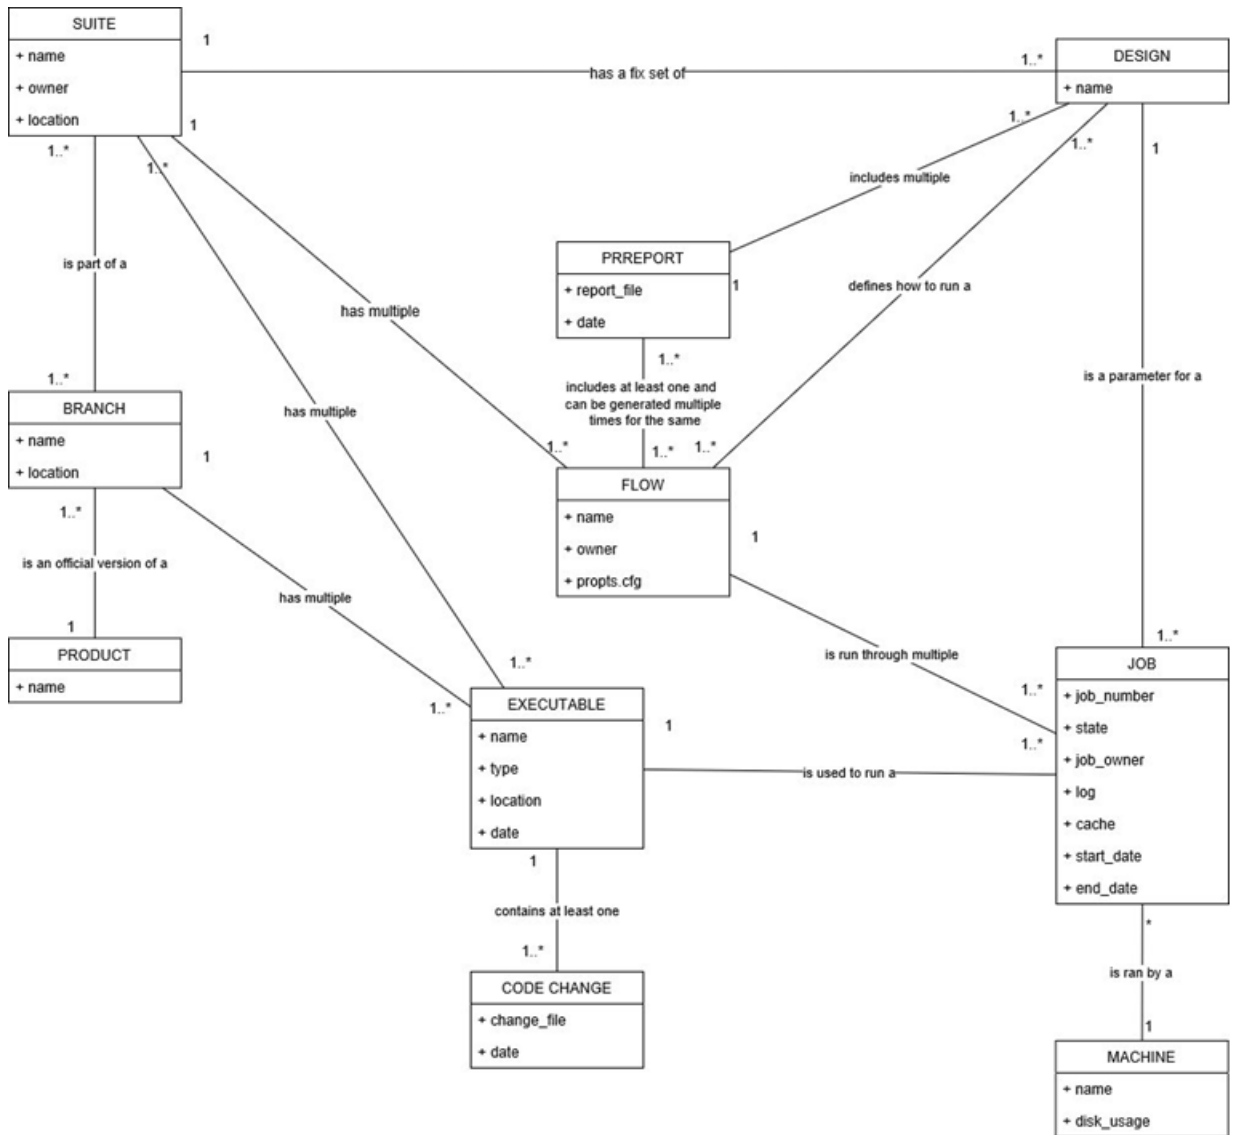 SUITE
+ name
+ owner
+ location
1
has a fix set of
1..*
DESIGN
+ name
1..*
1
1..*
1..*
1..*
1
includes multiple
is part of a
PRREPORT
+ report_file
+ date
1
defines how to run a
has multiple
1..*
is a parameter for a
includes at least one and
can be generated multiple
times for the same
1..*
BRANCH
+ name
+ location
has multiple
1
1..*
1..*
1..*
FLOW
+ name
+ owner
+ propts.cfg
1
1..*
is an official version of a
has multiple
1
PRODUCT
+ name
is run through multiple
1..*
1..*
1..*
1..*
EXECUTABLE
+ name
+ type
+ location
+ date
1
is used to run a
1..*
JOB
+ job_number
+ state
+ job_owner
+ log
+ cache
+ start_date
+ end_date
1
contains at least one
1..*
CODE CHANGE
+ change_file
+ date
*
is ran by a
1
MACHINE
+ name
+ disk_usage